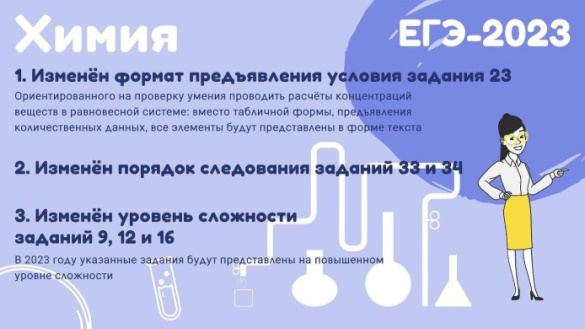 Химия
ЕГЭ-2023
1. Изменён формат предъявления условия задания 23
Ориентированного на проверку умения проводить расчёты концентраций
веществ в равновесной системе: вместо табличной формы, предъявления
количественных данных, все элементы будут представлены в форме текста
2. Изменён порядок следования заданий 33 и 34
3. Изменён уровень сложности
заданий 9, 12 и 16
В 2023 году указанные задания будут представлены на повышенном
уровне сложности